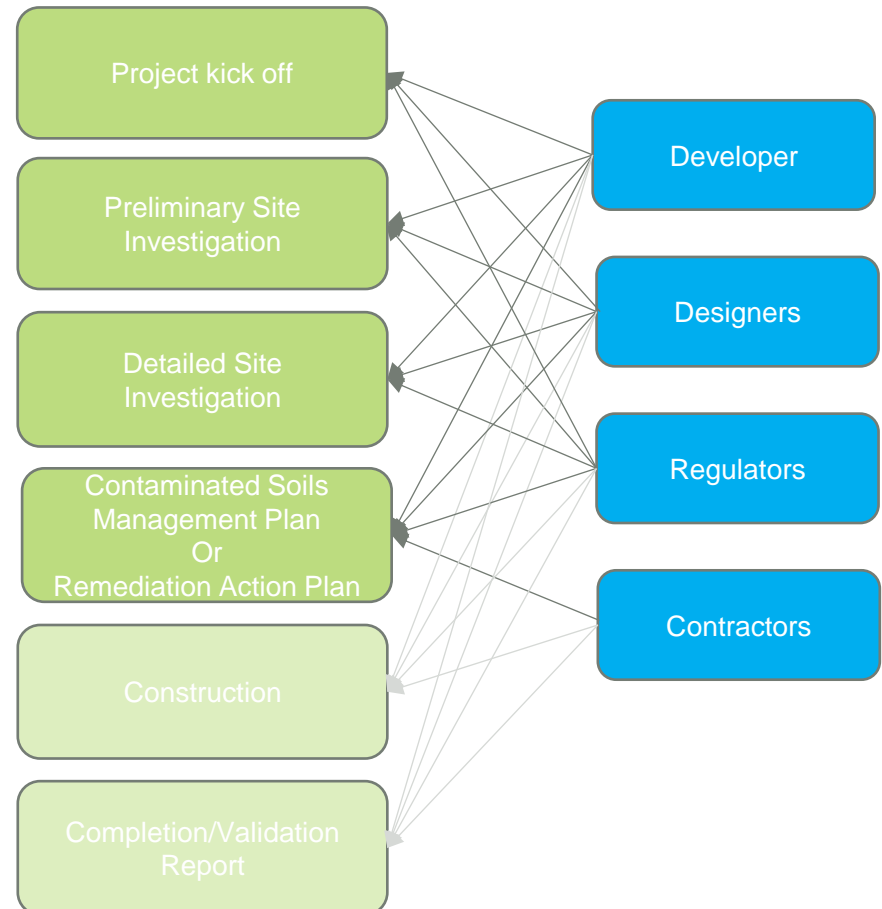 Project kick off
Preliminary Site
Investigation
Detailed Site
Investigation
Contaminated Soils
Management Plan
Or
Remediation Action Plan
Construction
Completion/Validation
Report
Developer
Designers
Regulators
Contractors